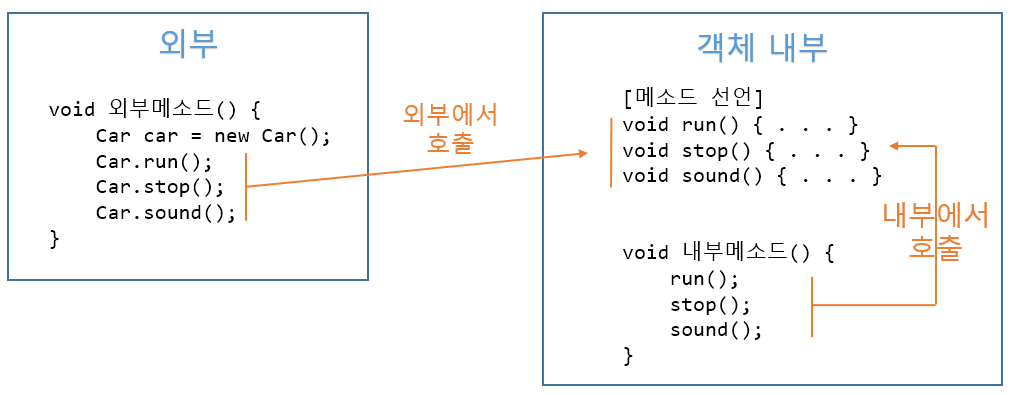 외부
void 외부메소드() {
Car car = new Car();
Car.run();
Car.stop();
Car.sound();
}
외부에서
호출
객체 내부
[메소드 선언]
void run() { . . . }
void stop() { . . . }
void sound() { . . . }
내부에서
호출
void 내부메소드() {
run();
stop();
sound();
}